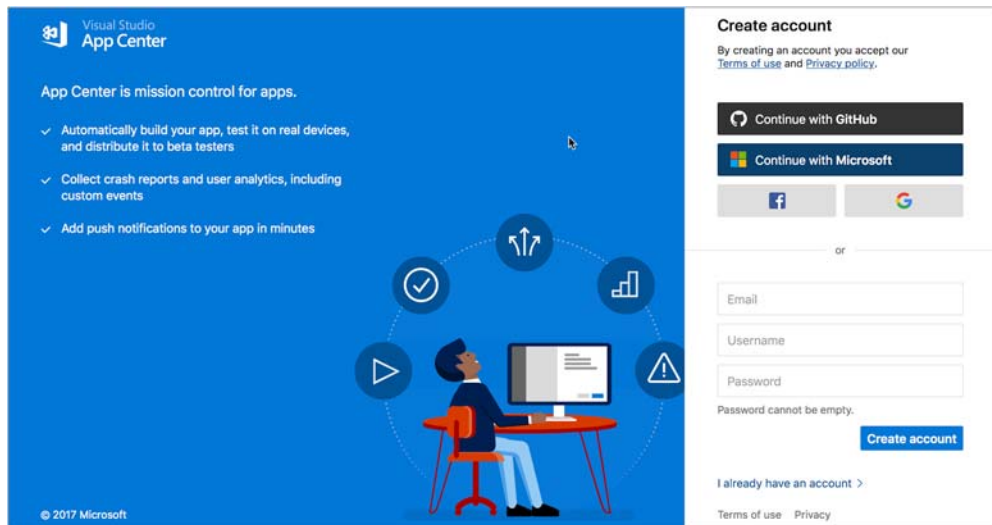 Visual Studio
App Center
App Center is mission control for apps.
Automatically build your app, test it on real devices,
and distribute it to beta testers
Collect crash reports and user analytics, including
custom events
Add push notifications to your app in minutes
© 2017 Microsoft
Create account
By creating an account you accept our
Terms of use and Privacy policy.
Continue with GitHub
Continue with Microsoft
or
Email
Username
Password
Password cannot be empty.
Create account
I already have an account >
Terms of use Privacy